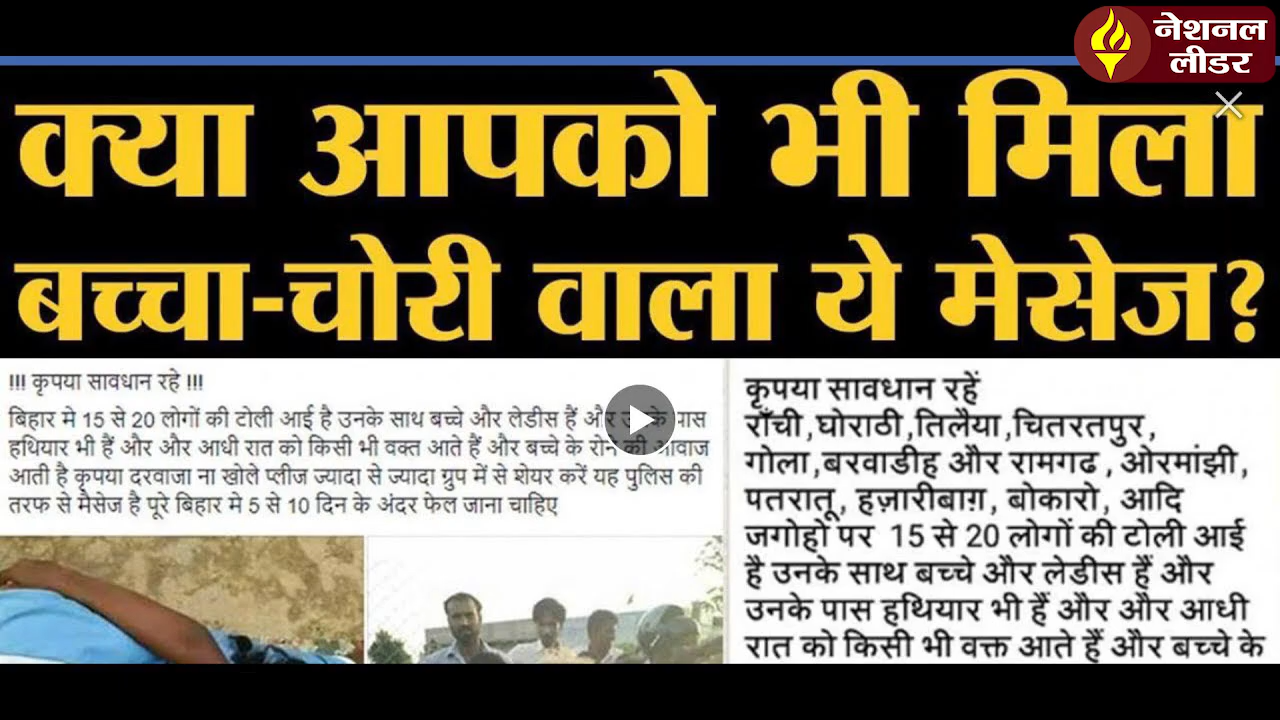 नेशनल
लीडर
क्या आपको भी मिला
बच्चा-चोरी वाला ये मेसेज?
!!! कृपया सावधान रहे !!!
बिहार मे 15 से 20 लोगों की टोली आई है उनके साथ बच्चे और लेडीस हैं और उनके पास
हथियार भी हैं और और आधी रात को किसी भी वक्त आते हैं और बच्चे के रोने की आवाज
आती है कृपया दरवाजा ना खोले प्लीज ज्यादा से ज्यादा ग्रुप में से शेयर करें यह पुलिस की
तरफ से मैसेज है पूरे बिहार मे 5 से 10 दिन के अंदर फेल जाना चाहिए
कृपया सावधान रहें
राँची,घोराठी,तिलैया,चितरतपुर,
गोला,बरवाडीह और रामगढ, ओरमांझी,
पतरातू, हज़ारीबाग़, बोकारो, आदि
जगोहो पर 15 से 20 लोगों की टोली आई
है उनके साथ बच्चे और लेडीस हैं और
उनके पास हथियार भी हैं और और आधी
रात को किसी भी वक्त आते हैं और बच्चे के